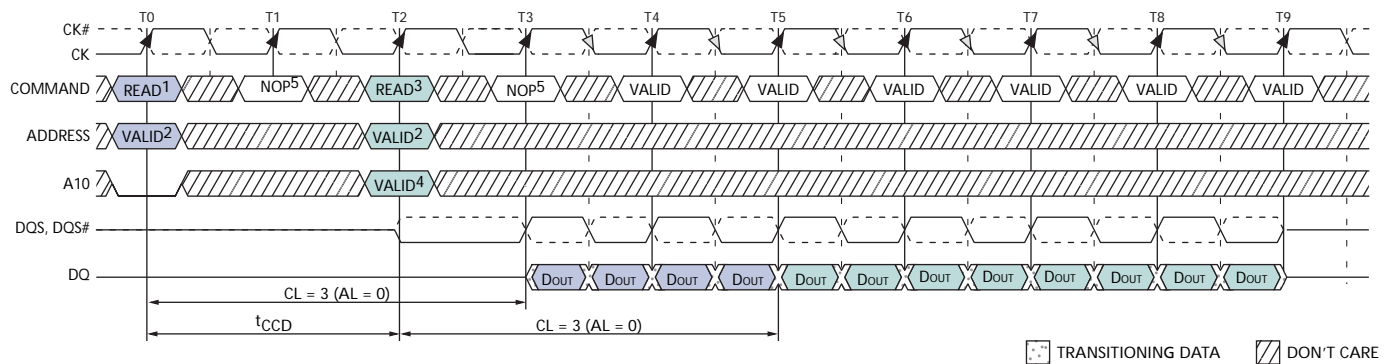 T0 T1 T2 T3 T4 T5 T6 T7 T8 T9
CK#
CK
COMMAND READ1 NOP5 READ3 NOP5 VALID VALID VALID VALID VALID VALID
ADDRESS VALID2 VALID2
A10 VALID4
DQS, DQS#
DQ DOUT DOUT DOUT DOUT DOUT DOUT DOUT DOUT DOUT DOUT DOUT DOUT
CL = 3 (AL = 0)
tCCD CL = 3 (AL = 0)
TRANSITIONING DATA DON'T CARE